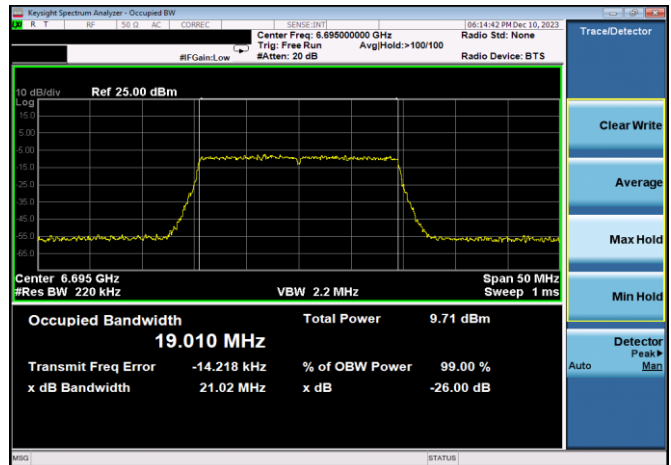 Keysight Spectrum Analyzer - Occupied BW
R T RF 50 Ω AC CORREC SENSE:INT 06:14:42 PM Dec 10, 2023
Center Freq: 6.695000000 GHz Radio Std: None
Trig: Free Run Avg|Hold:>100/100
#IFGain:Low #Atten: 20 dB Radio Device: BTS
10 dB/div Ref 25.00 dBm
Log
15.0
5.00
-5.00
-15.0
-25.0
-35.0
-45.0
-55.0
-65.0
Center 6.695 GHz Span 50 MHz
#Res BW 220 kHz VBW 2.2 MHz Sweep 1 ms
Occupied Bandwidth Total Power 9.71 dBm
19.010 MHz
Transmit Freq Error -14.218 kHz % of OBW Power 99.00 %
x dB Bandwidth 21.02 MHz x dB -26.00 dB
MSG STATUS
Trace/Detector
Clear Write
Average
Max Hold
Min Hold
Detector
Peak▶
Auto Man